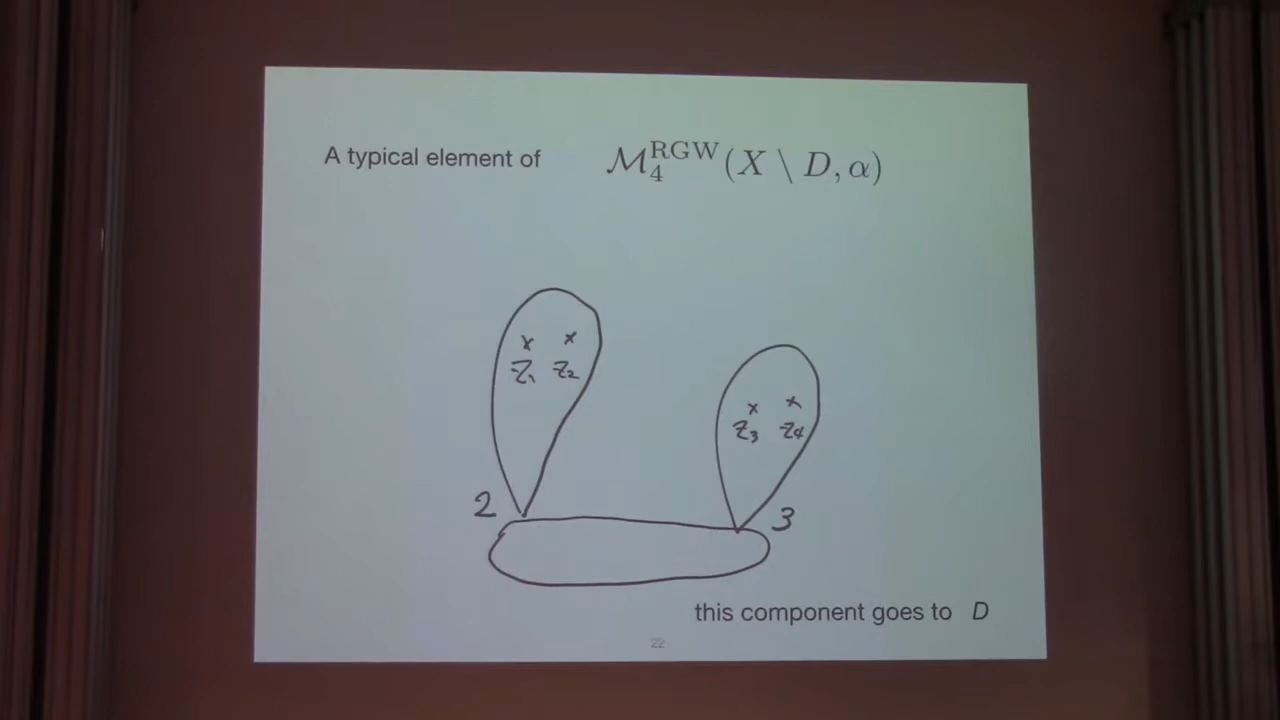 A typical element of $\mathcal{M}_4^{\mathrm{RGW}}(X \setminus D, \alpha)$
x x
z₁ z₂
x x
z₃ z₄
2 3
this component goes to D
22